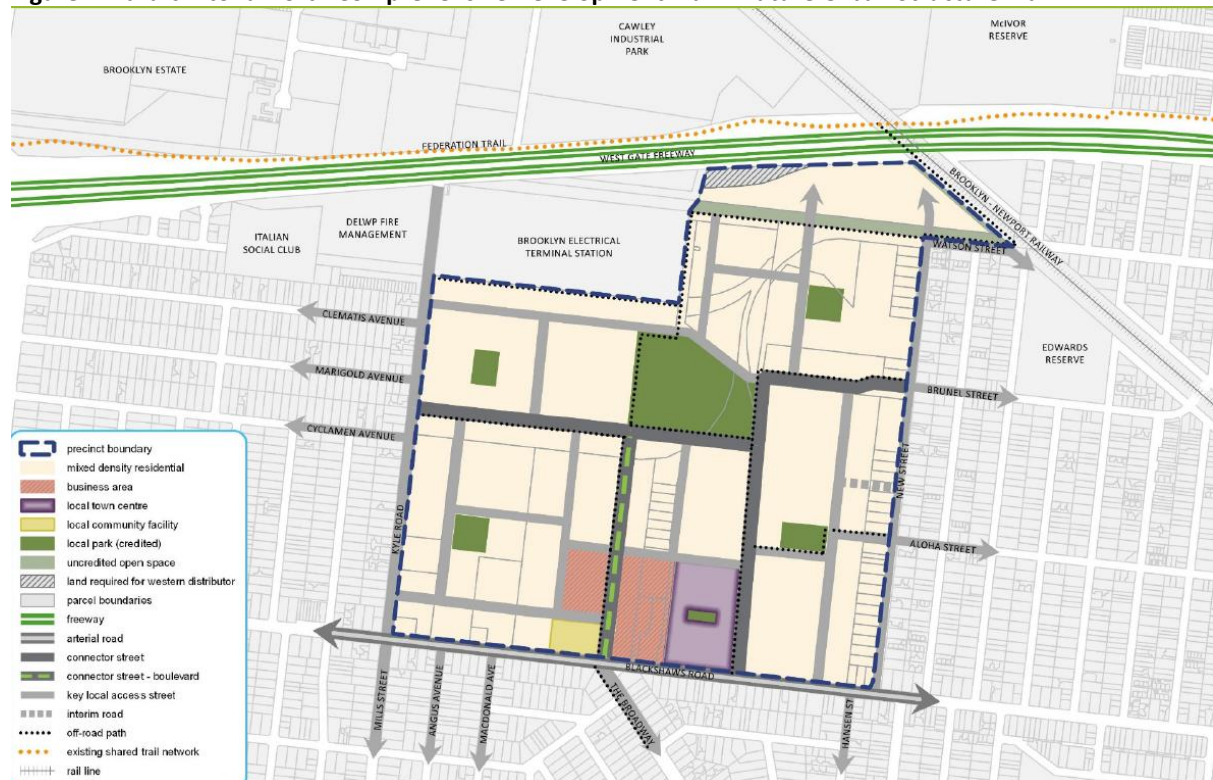 CAWLEY
INDUSTRIAL
PARK
McIVOR
RESERVE
BROOKLYN ESTATE
FEDERATION TRAIL
WEST GATE FREEWAY
BROOKLYN - NEWPORT RAILWAY
DELWP FIRE
MANAGEMENT
ITALIAN
SOCIAL CLUB
BROOKLYN ELECTRICAL
TERMINAL STATION
WATSON STREET
CLEMATIS AVENUE
EDWARDS
RESERVE
MARIGOLD AVENUE
BRUNEL STREET
CYCLAMEN AVENUE
NEW STREET
KYLE ROAD
ALOHA STREET
BLACKSHAWS ROAD
MILLS STREET
ANGUS AVENUE
MACDONALD AVE
THE BROADWAY
HANSEN ST
precinct boundary
mixed density residential
business area
local town centre
local community facility
local park (credited)
uncredited open space
land required for western distributor
parcel boundaries
freeway
arterial road
connector street
connector street - boulevard
key local access street
interim road
off-road path
existing shared trail network
rail line